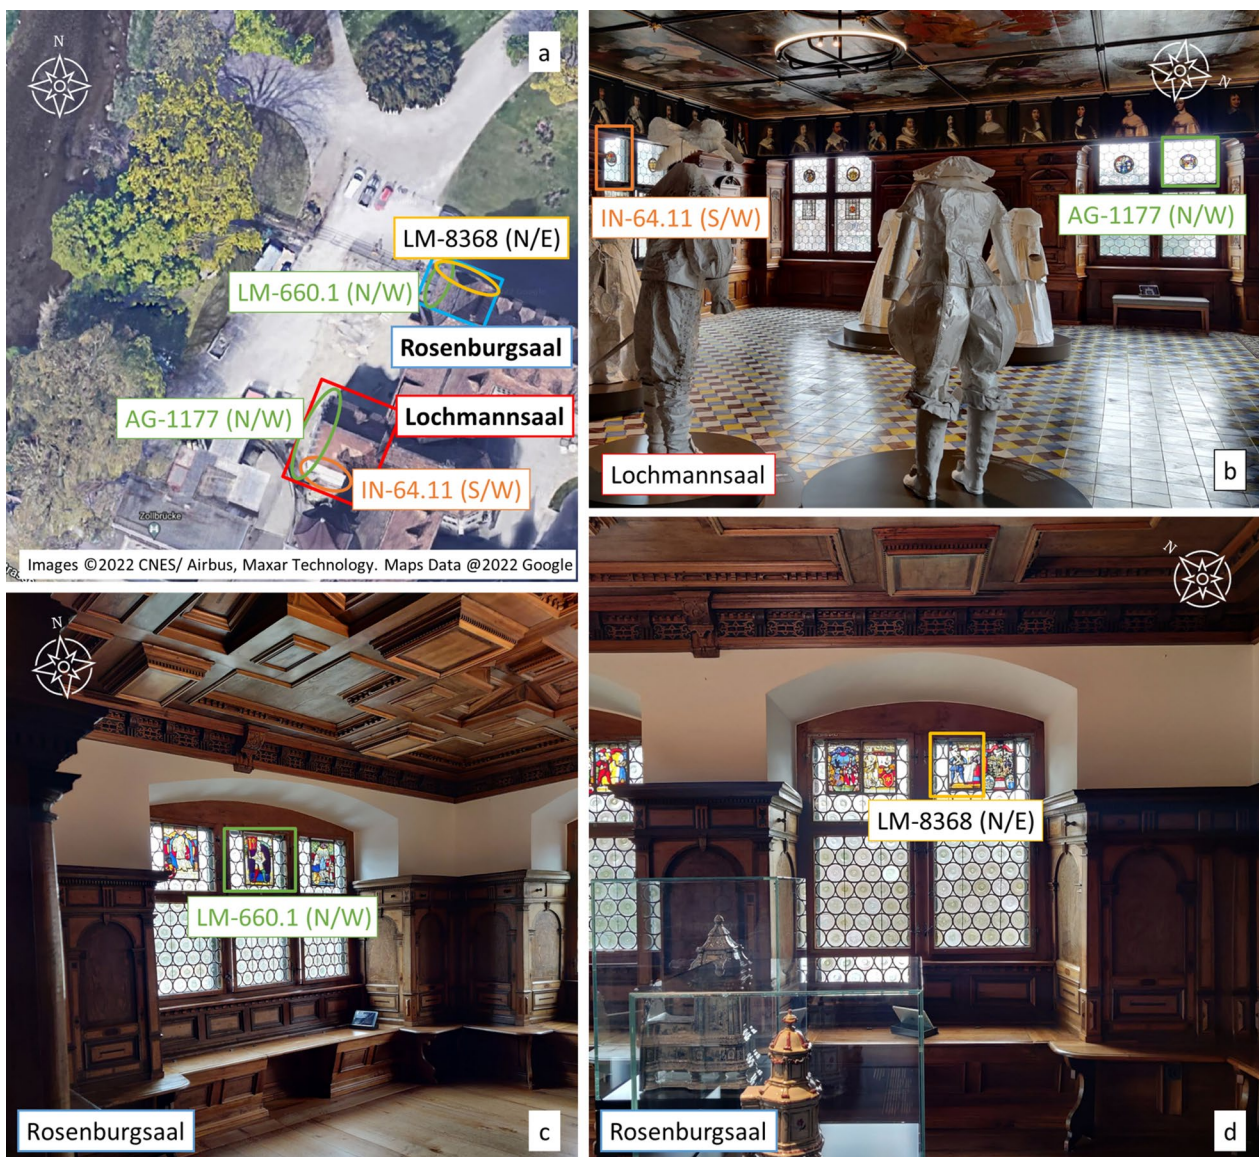 N
a
LM-8368 (N/E)
LM-660.1 (N/W)
Rosenburgsaal
AG-1177 (N/W)
Lochmannsaal
IN-64.11 (S/W)
Zollbrücke
Images ©2022 CNES/ Airbus, Maxar Technology. Maps Data @2022 Google
N
IN-64.11 (S/W)
AG-1177 (N/W)
Lochmannsaal
b
N
LM-660.1 (N/W)
Rosenburgsaal
c
N
LM-8368 (N/E)
Rosenburgsaal
d